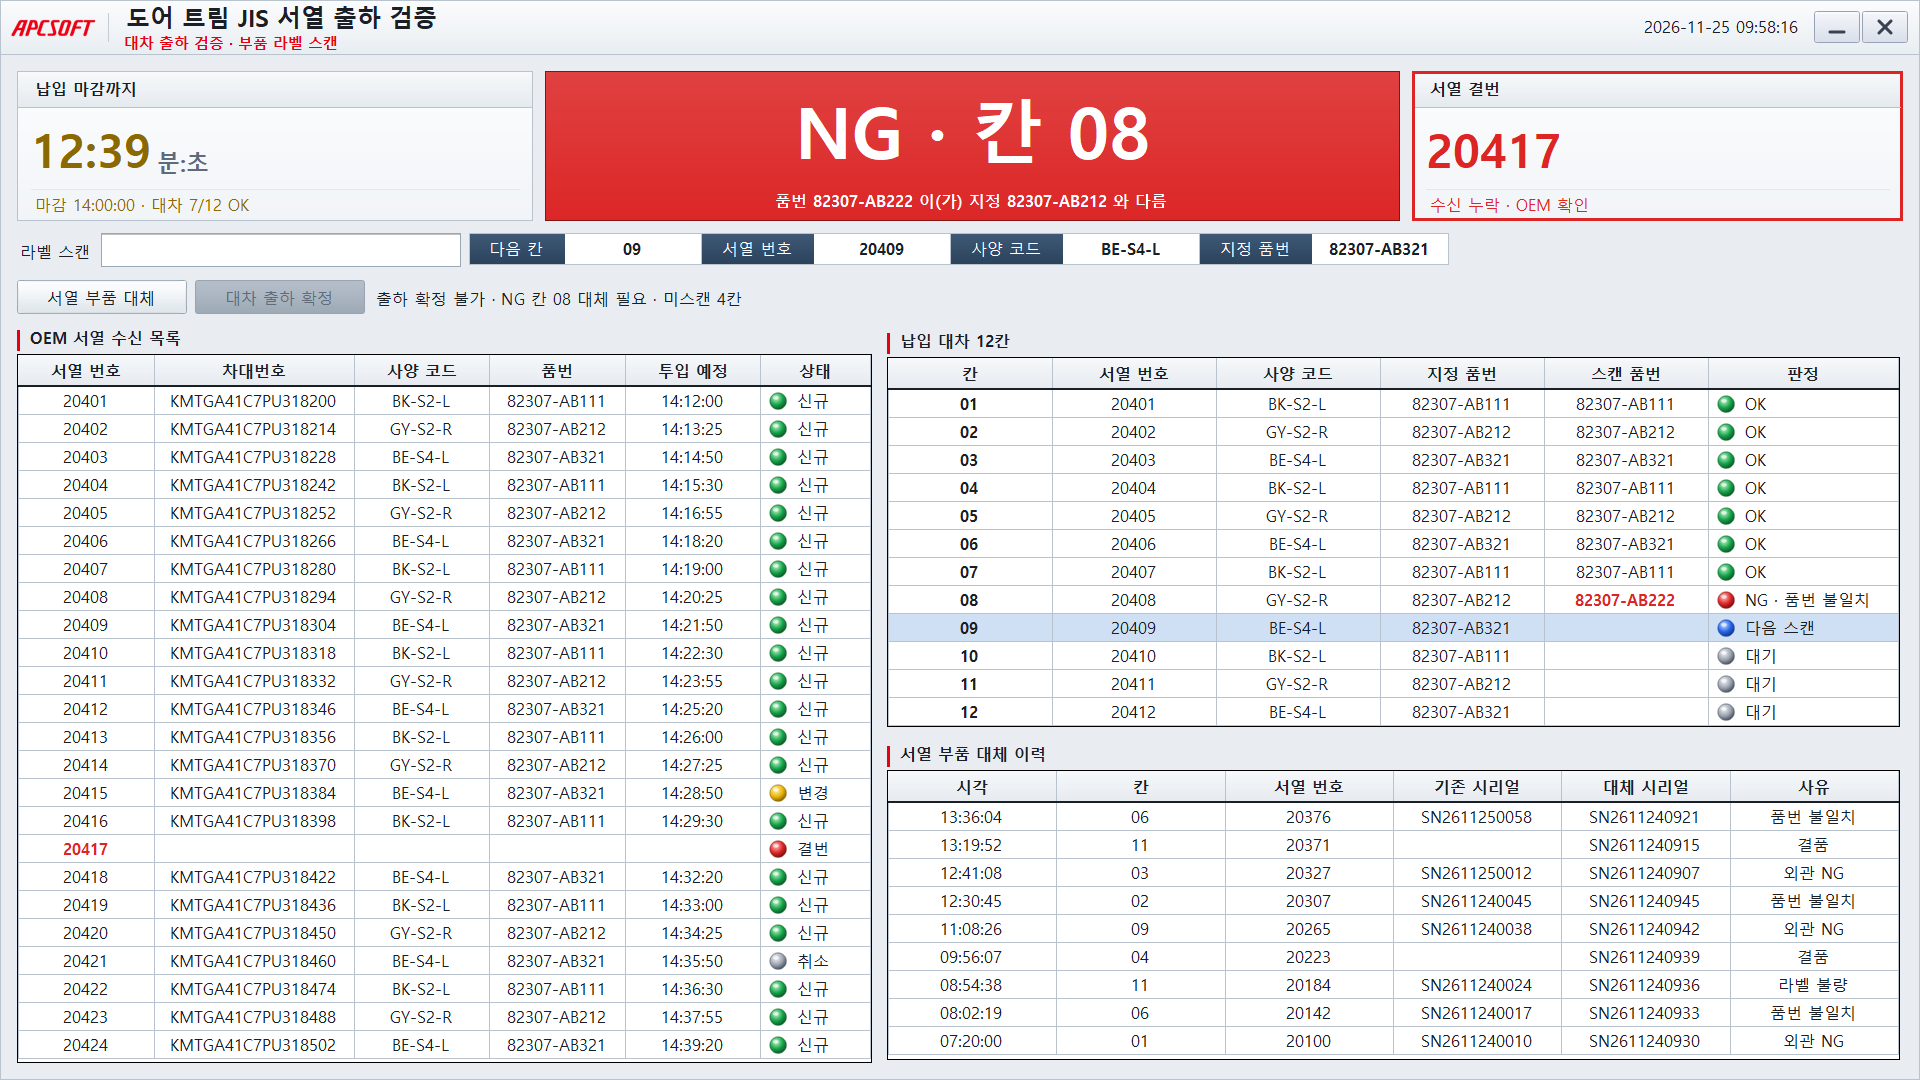 APCSOFT
도어 트림 JIS 서열 출하 검증
대차 출하 검증 · 부품 라벨 스캔
2026-11-25 09:58:16
납입 마감까지
12:39 분:초
마감 14:00:00 · 대차 7/12 OK
NG · 칸 08
품번 82307-AB222 이(가) 지정 82307-AB212 와 다름
서열 결번
20417
수신 누락 · OEM 확인
라벨 스캔
다음 칸 09 서열 번호 20409 사양 코드 BE-S4-L 지정 품번 82307-AB321
서열 부품 대체 대차 출하 확정 출하 확정 불가 · NG 칸 08 대체 필요 · 미스캔 4칸
OEM 서열 수신 목록
서열 번호 차대번호 사양 코드 품번 투입 예정 상태
20401 KMTGA41C7PU318200 BK-S2-L 82307-AB111 14:12:00 신규
20402 KMTGA41C7PU318214 GY-S2-R 82307-AB212 14:13:25 신규
20403 KMTGA41C7PU318228 BE-S4-L 82307-AB321 14:14:50 신규
20404 KMTGA41C7PU318242 BK-S2-L 82307-AB111 14:15:30 신규
20405 KMTGA41C7PU318252 GY-S2-R 82307-AB212 14:16:55 신규
20406 KMTGA41C7PU318266 BE-S4-L 82307-AB321 14:18:20 신규
20407 KMTGA41C7PU318280 BK-S2-L 82307-AB111 14:19:00 신규
20408 KMTGA41C7PU318294 GY-S2-R 82307-AB212 14:20:25 신규
20409 KMTGA41C7PU318304 BE-S4-L 82307-AB321 14:21:50 신규
20410 KMTGA41C7PU318318 BK-S2-L 82307-AB111 14:22:30 신규
20411 KMTGA41C7PU318332 GY-S2-R 82307-AB212 14:23:55 신규
20412 KMTGA41C7PU318346 BE-S4-L 82307-AB321 14:25:20 신규
20413 KMTGA41C7PU318356 BK-S2-L 82307-AB111 14:26:00 신규
20414 KMTGA41C7PU318370 GY-S2-R 82307-AB212 14:27:25 신규
20415 KMTGA41C7PU318384 BE-S4-L 82307-AB321 14:28:50 변경
20416 KMTGA41C7PU318398 BK-S2-L 82307-AB111 14:29:30 신규
20417 결번
20418 KMTGA41C7PU318422 BE-S4-L 82307-AB321 14:32:20 신규
20419 KMTGA41C7PU318436 BK-S2-L 82307-AB111 14:33:00 신규
20420 KMTGA41C7PU318450 GY-S2-R 82307-AB212 14:34:25 신규
20421 KMTGA41C7PU318460 BE-S4-L 82307-AB321 14:35:50 취소
20422 KMTGA41C7PU318474 BK-S2-L 82307-AB111 14:36:30 신규
20423 KMTGA41C7PU318488 GY-S2-R 82307-AB212 14:37:55 신규
20424 KMTGA41C7PU318502 BE-S4-L 82307-AB321 14:39:20 신규
납입 대차 12칸
칸 서열 번호 사양 코드 지정 품번 스캔 품번 판정
01 20401 BK-S2-L 82307-AB111 82307-AB111 OK
02 20402 GY-S2-R 82307-AB212 82307-AB212 OK
03 20403 BE-S4-L 82307-AB321 82307-AB321 OK
04 20404 BK-S2-L 82307-AB111 82307-AB111 OK
05 20405 GY-S2-R 82307-AB212 82307-AB212 OK
06 20406 BE-S4-L 82307-AB321 82307-AB321 OK
07 20407 BK-S2-L 82307-AB111 82307-AB111 OK
08 20408 GY-S2-R 82307-AB212 82307-AB222 NG · 품번 불일치
09 20409 BE-S4-L 82307-AB321 다음 스캔
10 20410 BK-S2-L 82307-AB111 대기
11 20411 GY-S2-R 82307-AB212 대기
12 20412 BE-S4-L 82307-AB321 대기
서열 부품 대체 이력
시각 칸 서열 번호 기존 시리얼 대체 시리얼 사유
13:36:04 06 20376 SN2611250058 SN2611240921 품번 불일치
13:19:52 11 20371 SN2611240915 결품
12:41:08 03 20327 SN2611250012 SN2611240907 외관 NG
12:30:45 02 20307 SN2611240045 SN2611240945 품번 불일치
11:08:26 09 20265 SN2611240038 SN2611240942 외관 NG
09:56:07 04 20223 SN2611240939 결품
08:54:38 11 20184 SN2611240024 SN2611240936 라벨 불량
08:02:19 06 20142 SN2611240017 SN2611240933 품번 불일치
07:20:00 01 20100 SN2611240010 SN2611240930 외관 NG